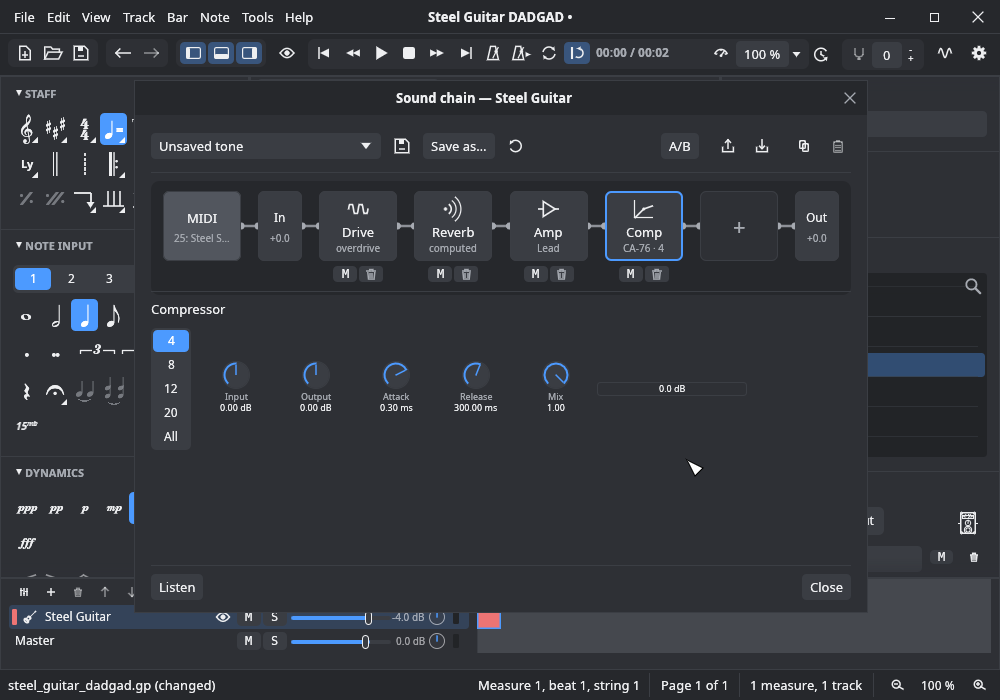 File Edit View Track Bar Note Tools Help
Steel Guitar DADGAD •
00:00 / 00:02
100 %
0
STAFF
Ly
NOTE INPUT
1 2 3
3
15mb
DYNAMICS
ppp pp p mp
fff
Sound chain — Steel Guitar
Unsaved tone
Save as...
A/B
MIDI
25: Steel S...
In
+0.0
Drive
overdrive
Reverb
computed
Amp
Lead
Comp
CA-76 · 4
+
Out
+0.0
M M M M
Compressor
4
8
12
20
All
Input
0.00 dB
Output
0.00 dB
Attack
0.30 ms
Release
300.00 ms
Mix
1.00
0.0 dB
Listen
Close
M
Steel Guitar M S -4.0 dB
Master M S 0.0 dB
steel_guitar_dadgad.gp (changed)
Measure 1, beat 1, string 1
Page 1 of 1
1 measure, 1 track
100 %